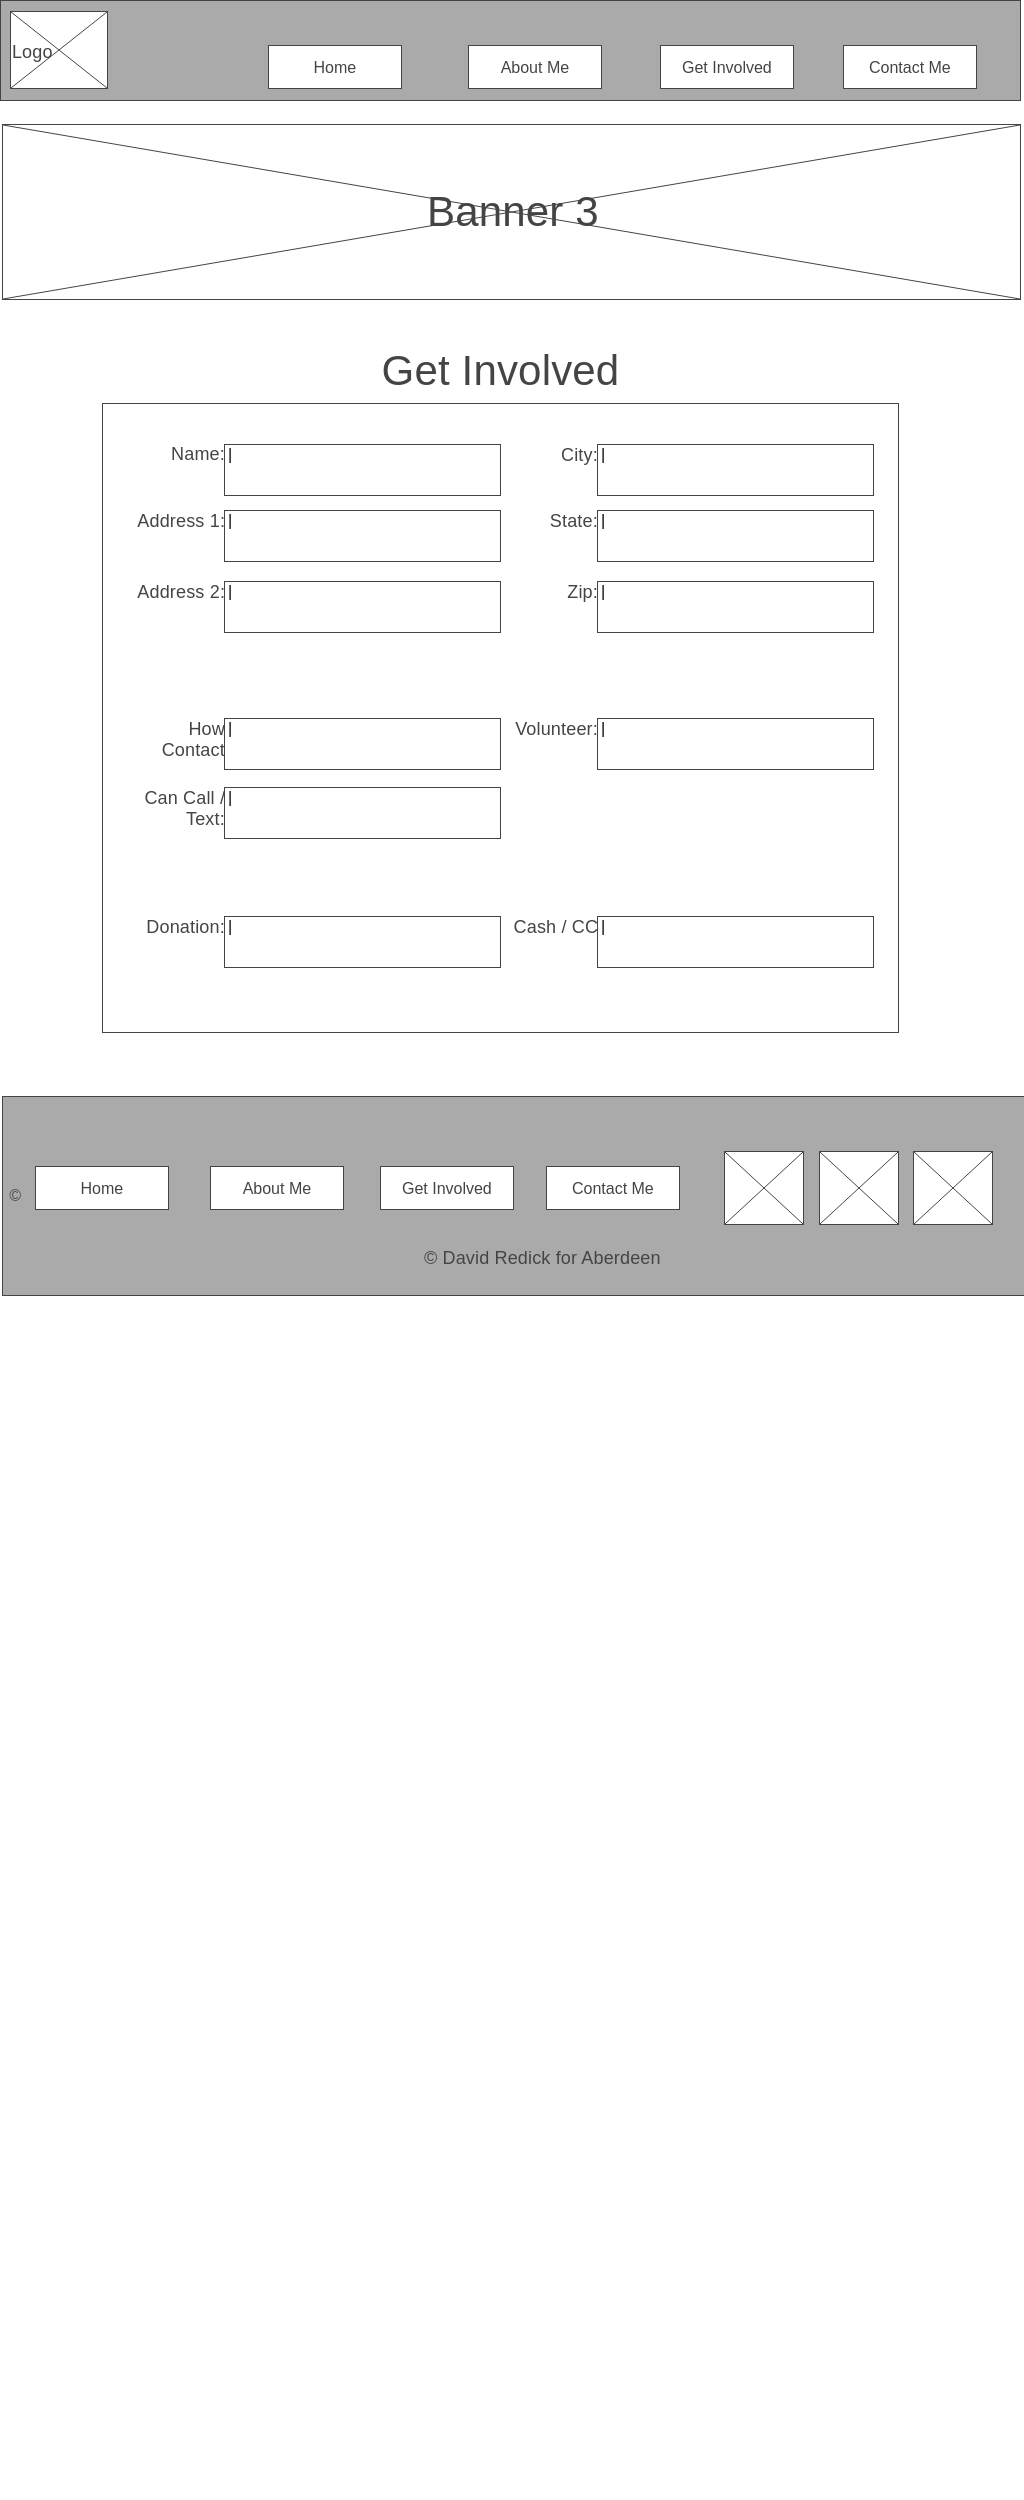 Logo
Home
About Me
Get Involved
Contact Me
Banner 3
Get Involved
Name:
City:
Address 1:
State:
Address 2:
Zip:
How
Contact
Volunteer:
Can Call /
Text:
Donation:
Cash / CC
©
Home
About Me
Get Involved
Contact Me
© David Redick for Aberdeen